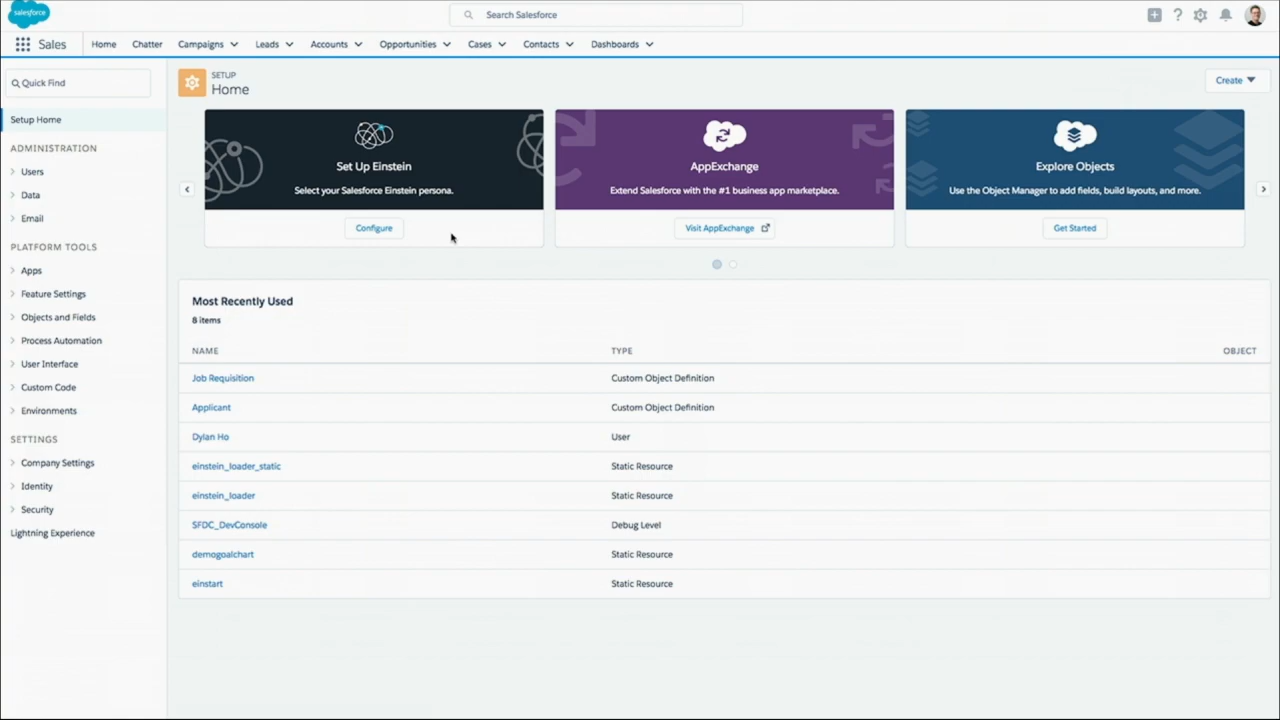 salesforce
Search Salesforce
?
Sales
Home
Chatter
Campaigns
Leads
Accounts
Opportunities
Cases
Contacts
Dashboards
Quick Find
Setup Home
ADMINISTRATION
Users
Data
Email
PLATFORM TOOLS
Apps
Feature Settings
Objects and Fields
Process Automation
User Interface
Custom Code
Environments
SETTINGS
Company Settings
Identity
Security
Lightning Experience
SETUP
Home
Create
Set Up Einstein
Select your Salesforce Einstein persona.
Configure
AppExchange
Extend Salesforce with the #1 business app marketplace.
Visit AppExchange
Explore Objects
Use the Object Manager to add fields, build layouts, and more.
Get Started
Most Recently Used
8 items
NAME TYPE OBJECT
Job Requisition Custom Object Definition
Applicant Custom Object Definition
Dylan Ho User
einstein_loader_static Static Resource
einstein_loader Static Resource
SFDC_DevConsole Debug Level
demogoalchart Static Resource
einstart Static Resource